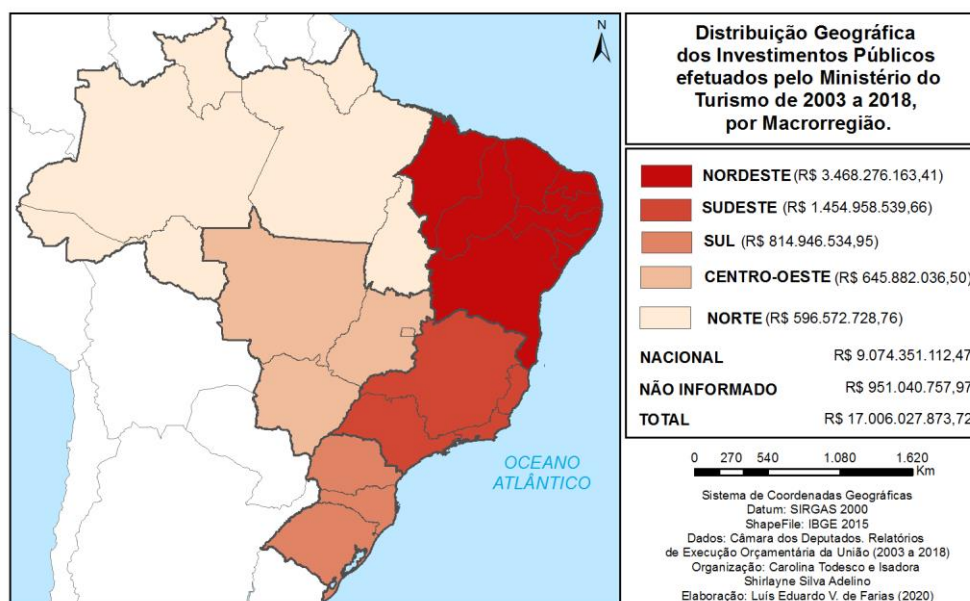 N
OCEANO
ATLÂNTICO
Distribuição Geográfica
dos Investimentos Públicos
efetuados pelo Ministério do
Turismo de 2003 a 2018,
por Macrorregião.
NORDESTE (R$ 3.468.276.163,41)
SUDESTE (R$ 1.454.958.539,66)
SUL (R$ 814.946.534,95)
CENTRO-OESTE (R$ 645.882.036,50)
NORTE (R$ 596.572.728,76)
NACIONAL R$ 9.074.351.112,47
NÃO INFORMADO R$ 951.040.757,97
TOTAL R$ 17.006.027.873,72
0 270 540 1.080 1.620
Km
Sistema de Coordenadas Geográficas
Datum: SIRGAS 2000
ShapeFile: IBGE 2015
Dados: Câmara dos Deputados. Relatórios
de Execução Orçamentária da União (2003 a 2018)
Organização: Carolina Todesco e Isadora
Shirlayne Silva Adelino
Elaboração: Luís Eduardo V. de Farias (2020)